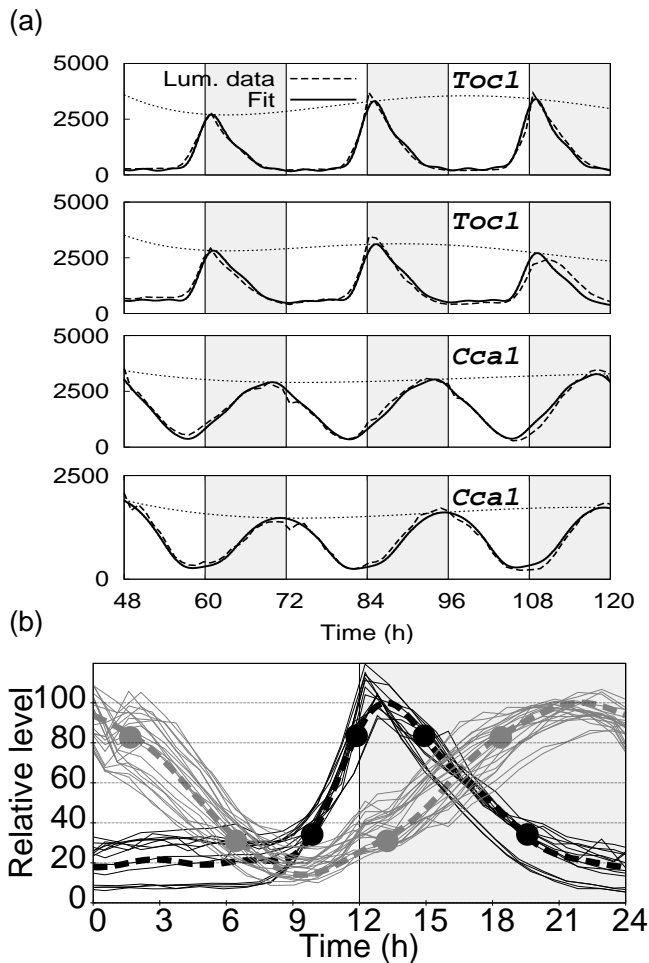 (a)
5000
2500
0
Lum. data
Fit
Toc1
5000
2500
0
Toc1
5000
2500
0
Cca1
2500
0
Cca1
48 60 72 84 96 108 120
Time (h)
(b)
Relative level
100
80
60
40
20
0
0 3 6 9 12 15 18 21 24
Time (h)